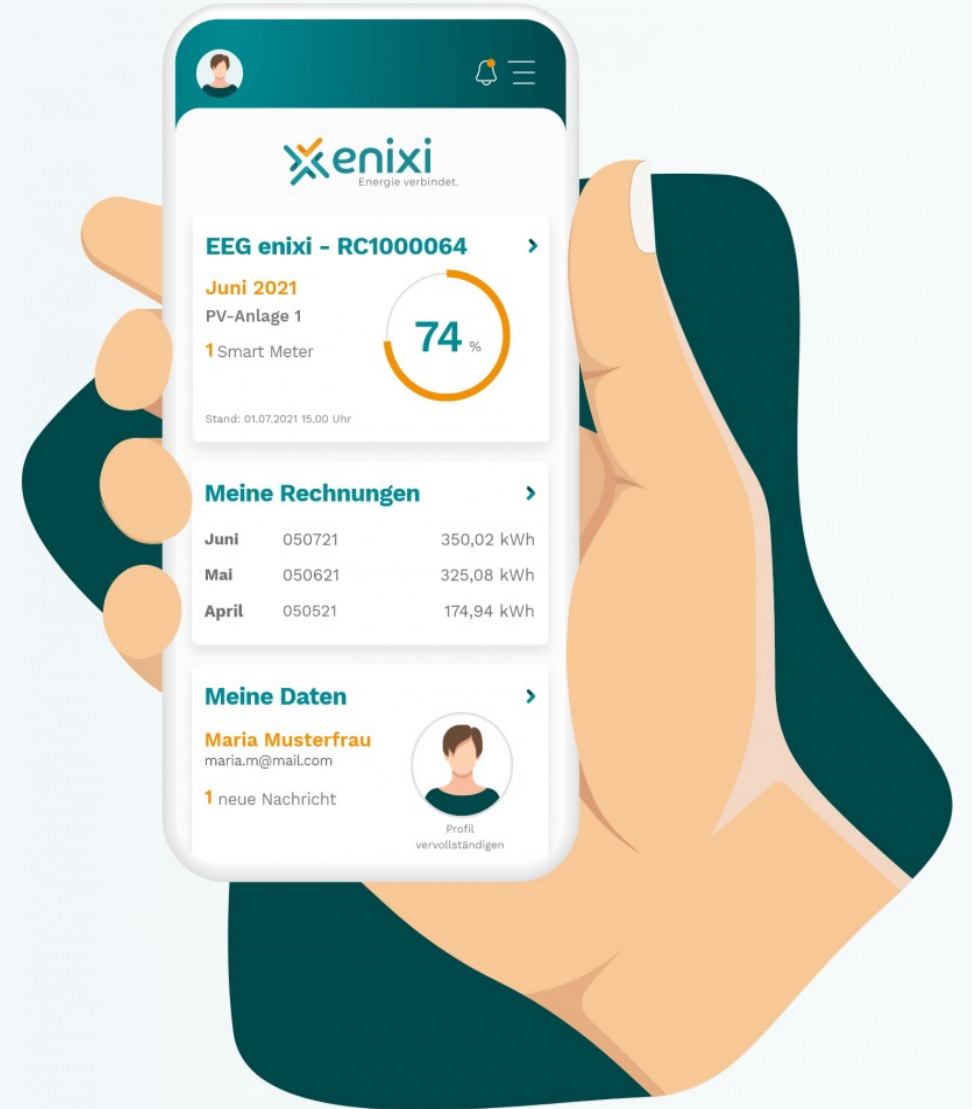 enixi
Energie verbindet.
EEG enixi - RC1000064
Juni 2021
PV-Anlage 1
1 Smart Meter
74 %
Stand: 01.07.2021 15.00 Uhr
Meine Rechnungen
Juni 050721 350,02 kWh
Mai 050621 325,08 kWh
April 050521 174,94 kWh
Meine Daten
Maria Musterfrau
maria.m@mail.com
1 neue Nachricht
Profil
vervollständigen